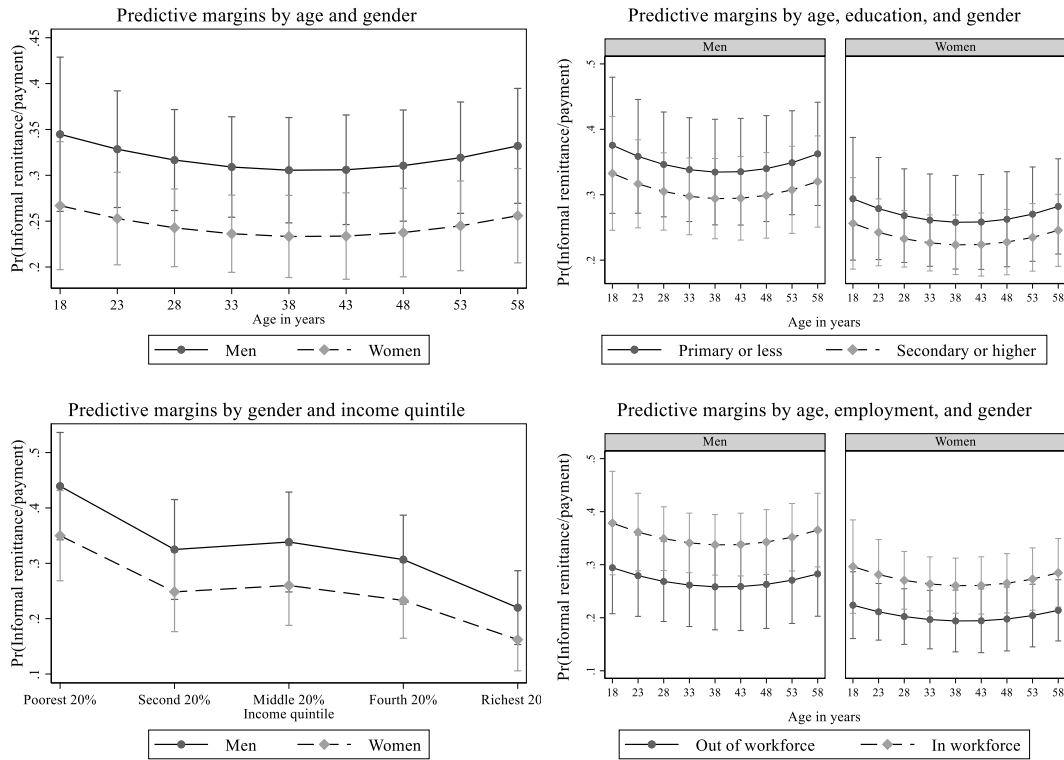 Predictive margins by age and gender
Pr(Informal remittance/payment)
.45
.4
.35
.3
.25
.2
18 23 28 33 38 43 48 53 58
Age in years
Men Women
Predictive margins by age, education, and gender
Men Women
Pr(Informal remittance/payment)
.5
.4
.3
.2
18 23 28 33 38 43 48 53 58 18 23 28 33 38 43 48 53 58
Age in years
Primary or less Secondary or higher
Predictive margins by gender and income quintile
Pr(Informal remittance/payment)
.5
.4
.3
.2
.1
Poorest 20% Second 20% Middle 20% Fourth 20% Richest 20
Income quintile
Men Women
Predictive margins by age, employment, and gender
Men Women
Pr(Informal remittance/payment)
.5
.4
.3
.2
.1
18 23 28 33 38 43 48 53 58 18 23 28 33 38 43 48 53 58
Age in years
Out of workforce In workforce